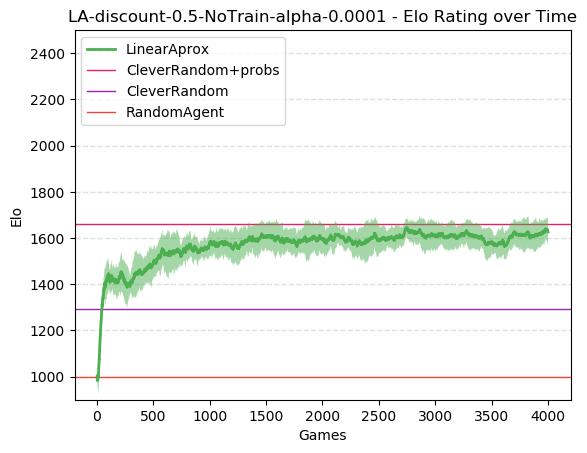 LA-discount-0.5-NoTrain-alpha-0.0001 - Elo Rating over Time
LinearAprox
CleverRandom+probs
CleverRandom
RandomAgent
2400
2200
2000
1800
1600
1400
1200
1000
Elo
0
500
1000
1500
2000
2500
3000
3500
4000
Games